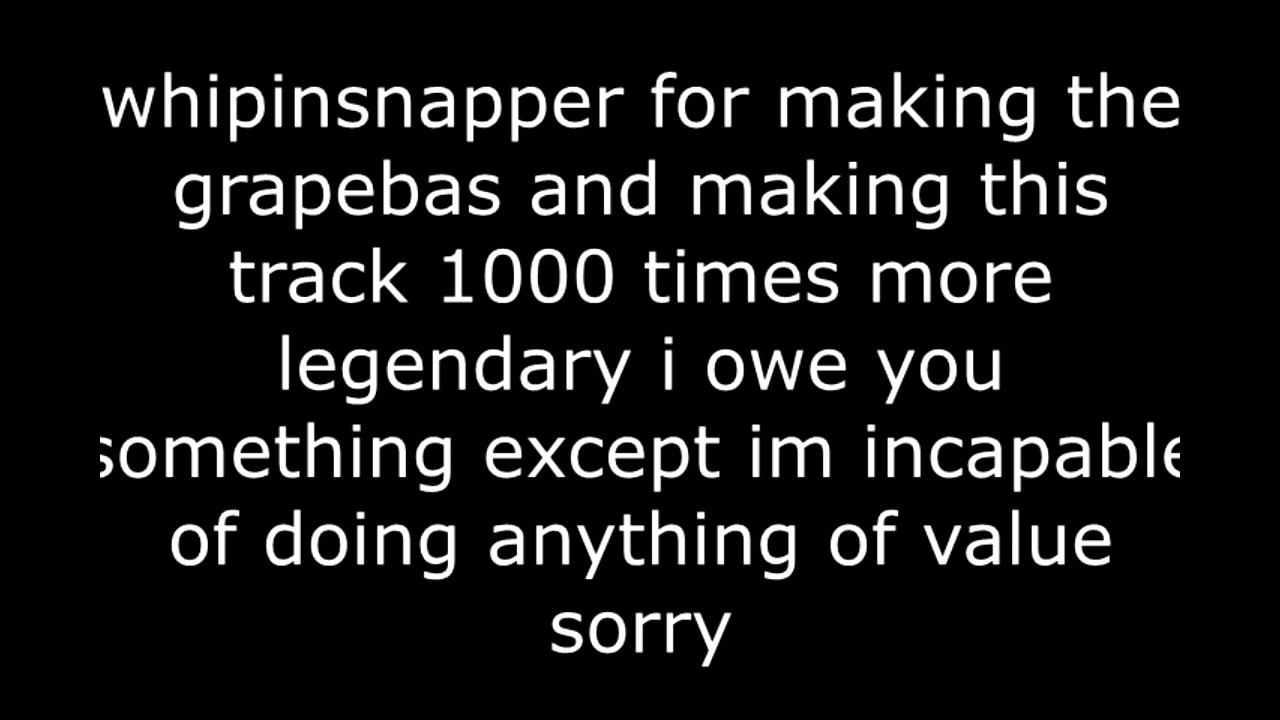 whipinsnapper for making the
grapebas and making this
track 1000 times more
legendary i owe you
something except im incapable
of doing anything of value
sorry